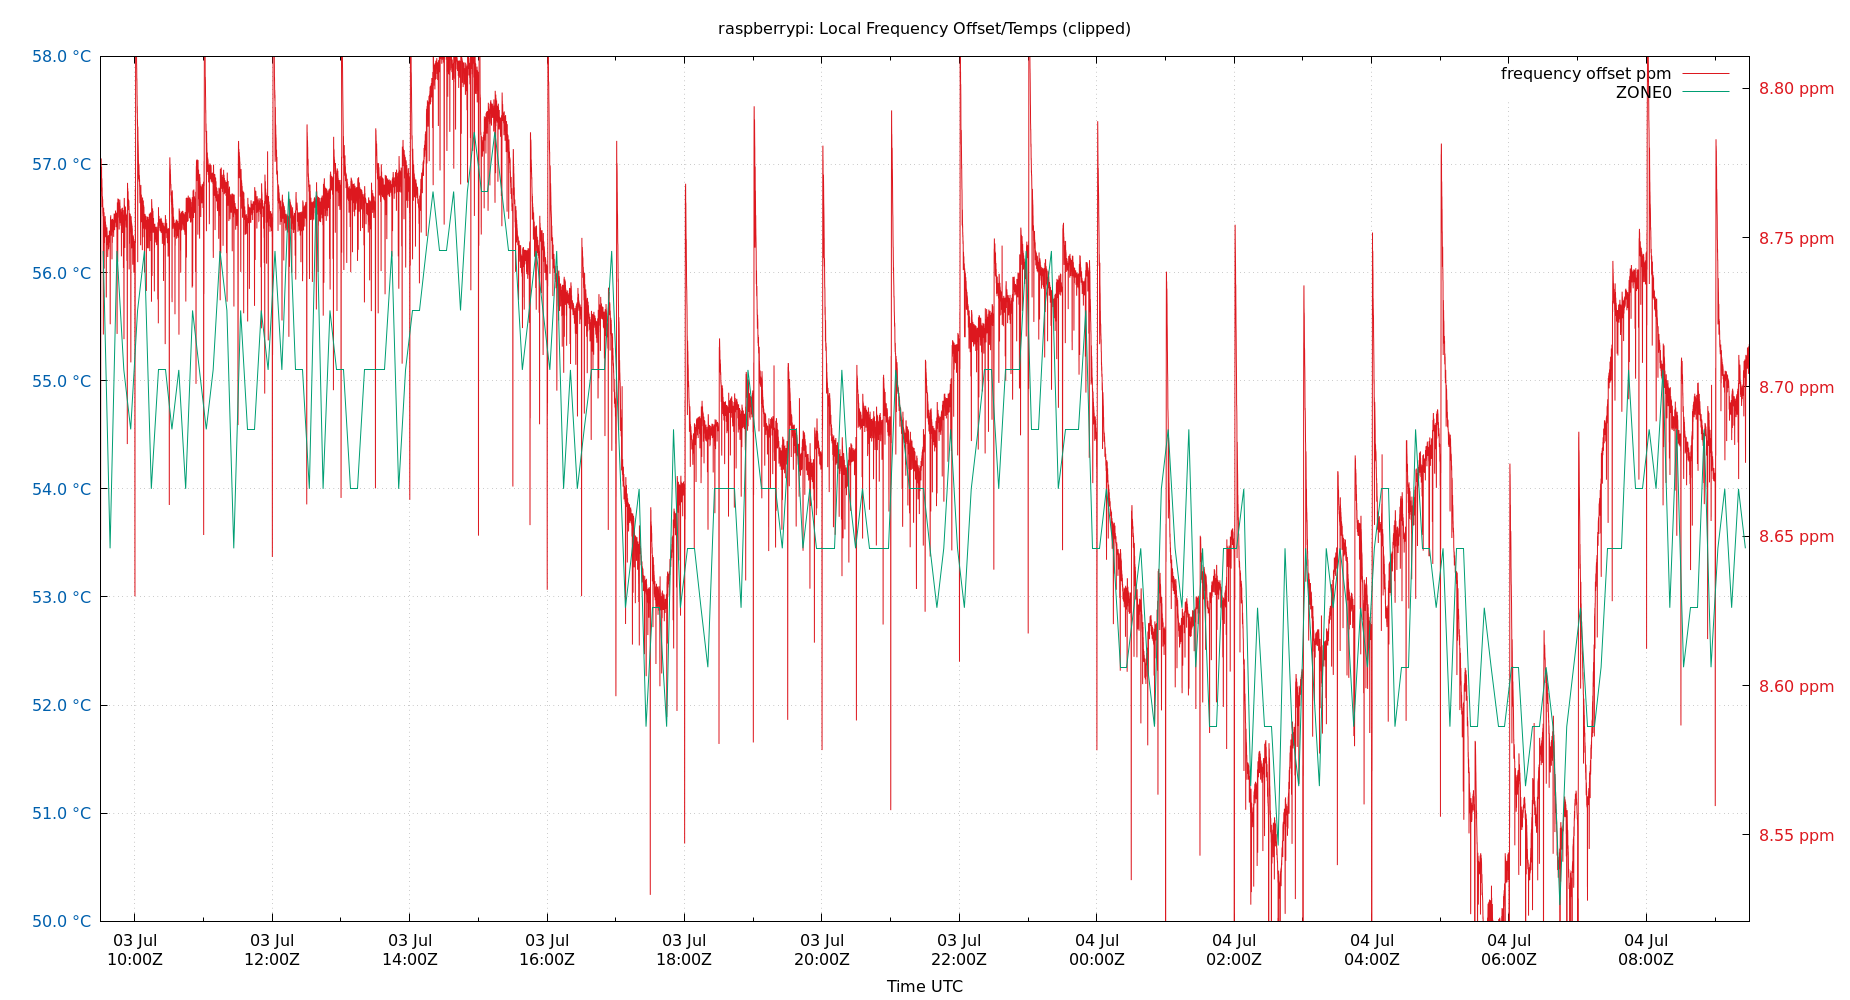 raspberrypi: Local Frequency Offset/Temps (clipped)
58.0 °C
57.0 °C
56.0 °C
55.0 °C
54.0 °C
53.0 °C
52.0 °C
51.0 °C
50.0 °C
frequency offset ppm
ZONE0
8.80 ppm
8.75 ppm
8.70 ppm
8.65 ppm
8.60 ppm
8.55 ppm
03 Jul 03 Jul 03 Jul 03 Jul 03 Jul 03 Jul 03 Jul 04 Jul 04 Jul 04 Jul 04 Jul 04 Jul
10:00Z 12:00Z 14:00Z 16:00Z 18:00Z 20:00Z 22:00Z 00:00Z 02:00Z 04:00Z 06:00Z 08:00Z
Time UTC